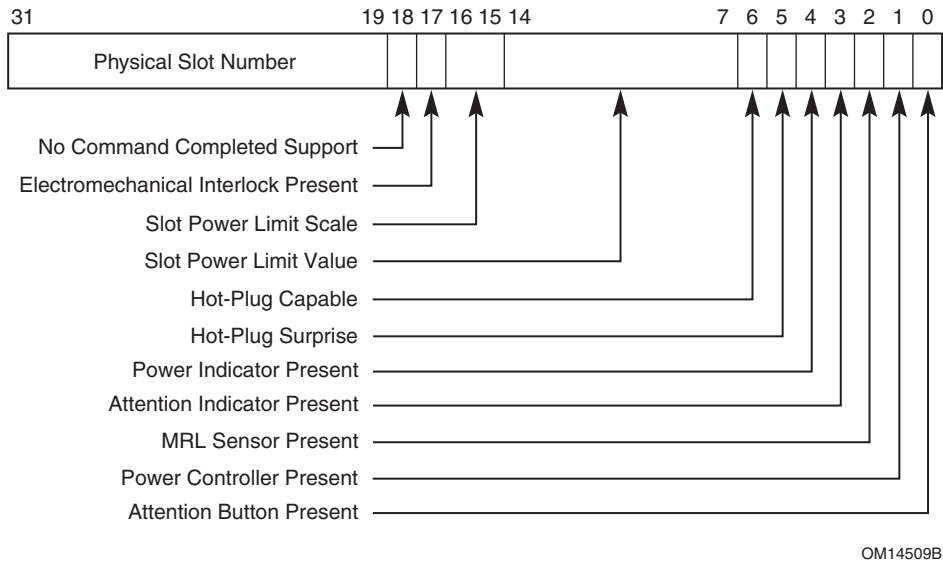 31 19 18 17 16 15 14 7 6 5 4 3 2 1 0
Physical Slot Number
No Command Completed Support
Electromechanical Interlock Present
Slot Power Limit Scale
Slot Power Limit Value
Hot-Plug Capable
Hot-Plug Surprise
Power Indicator Present
Attention Indicator Present
MRL Sensor Present
Power Controller Present
Attention Button Present
OM14509B